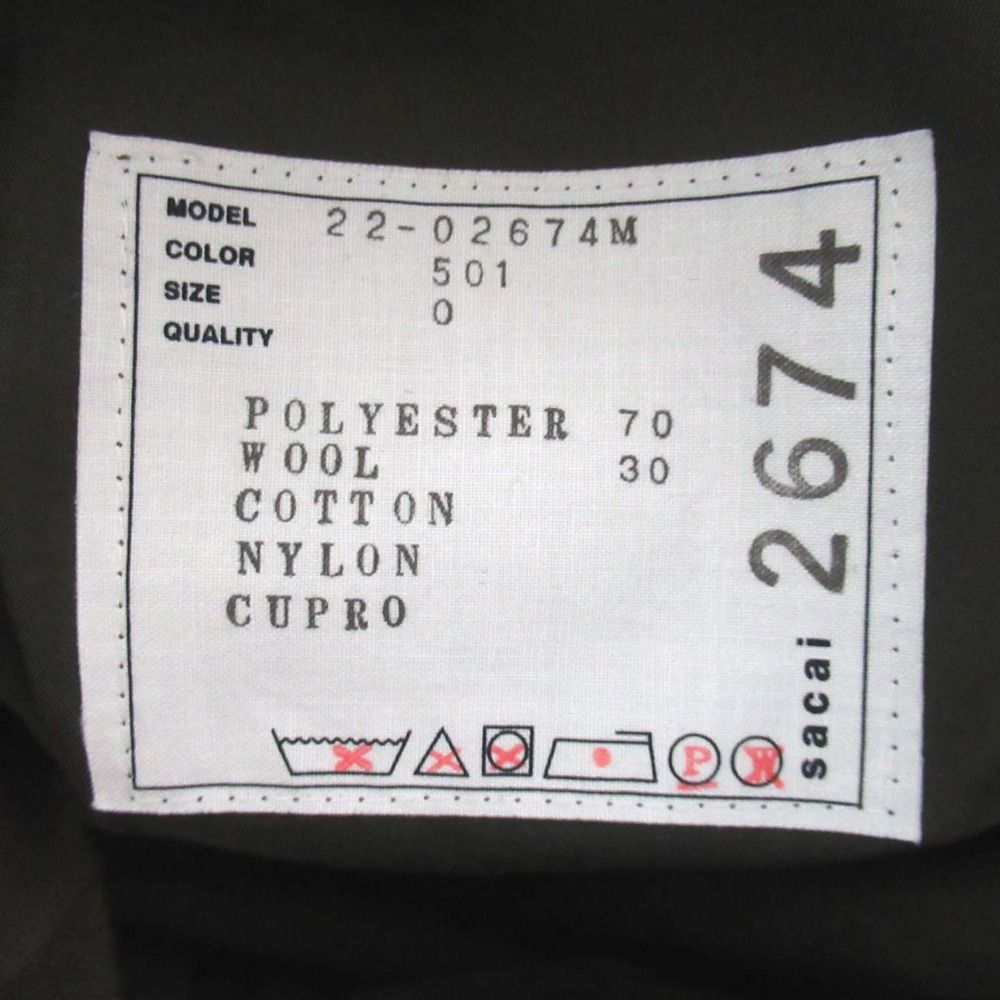 MODEL 22-02674M
COLOR 501
SIZE 0
QUALITY
POLYESTER 70
WOOL 30
COTTON
NYLON
CUPRO
P W
sacai 2674